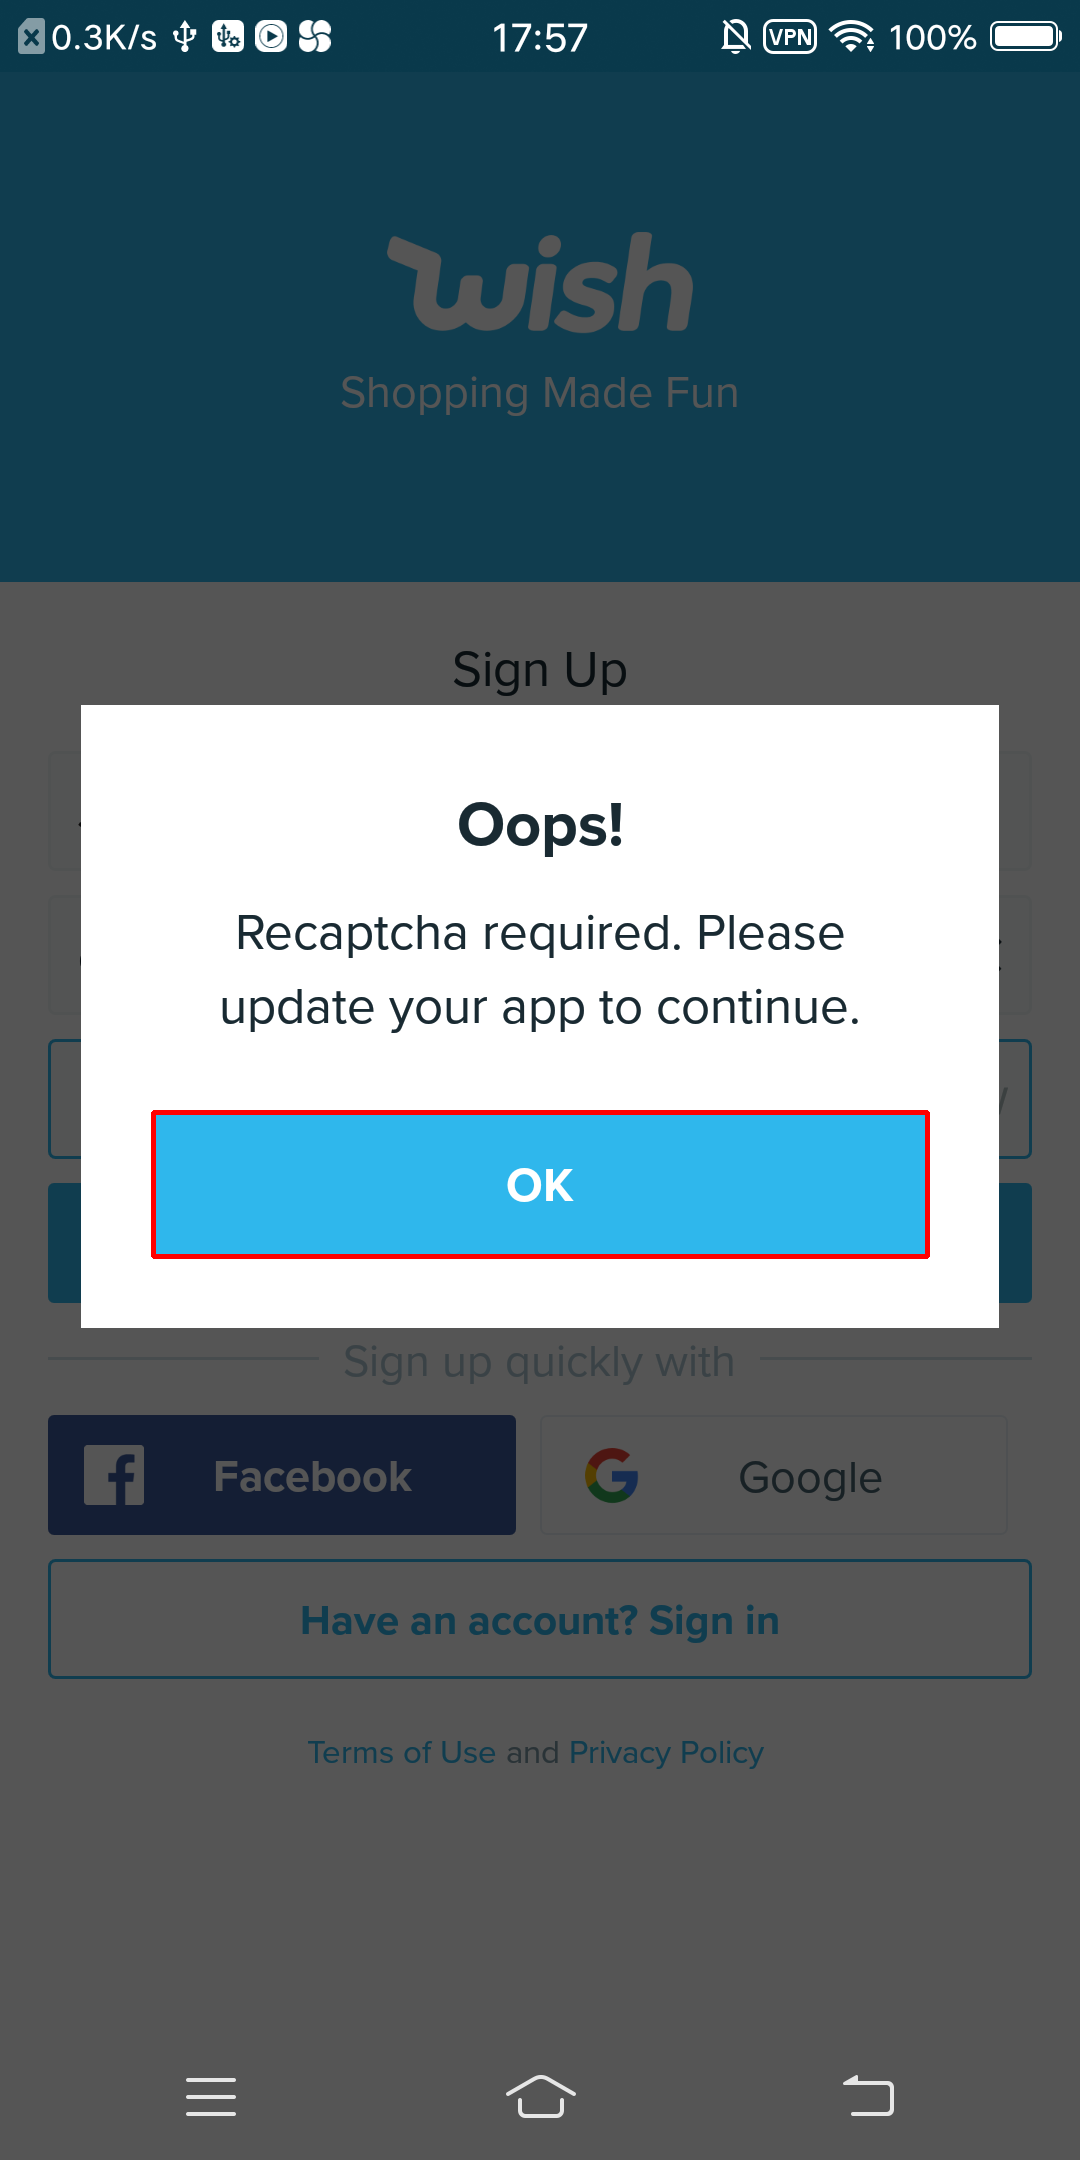 0.3K/s
17:57
VPN
100%
wish
Shopping Made Fun
Sign Up
Oops!
Recaptcha required. Please
update your app to continue.
OK
Sign up quickly with
Facebook
Google
Have an account? Sign in
Terms of Use and Privacy Policy